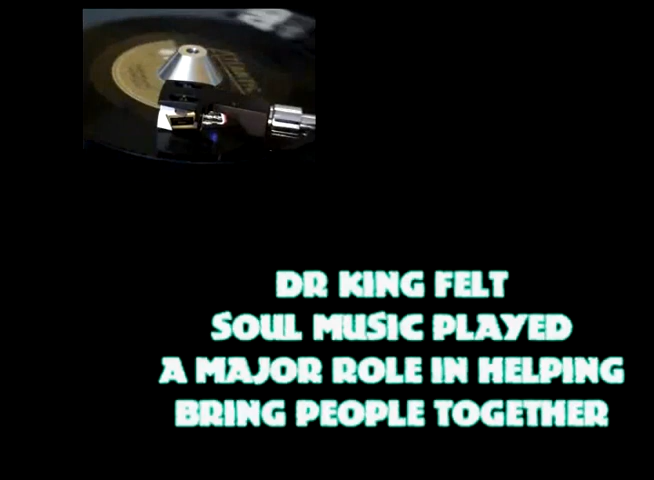 DR KING FELT
SOUL MUSIC PLAYED
A MAJOR ROLE IN HELPING
BRING PEOPLE TOGETHER